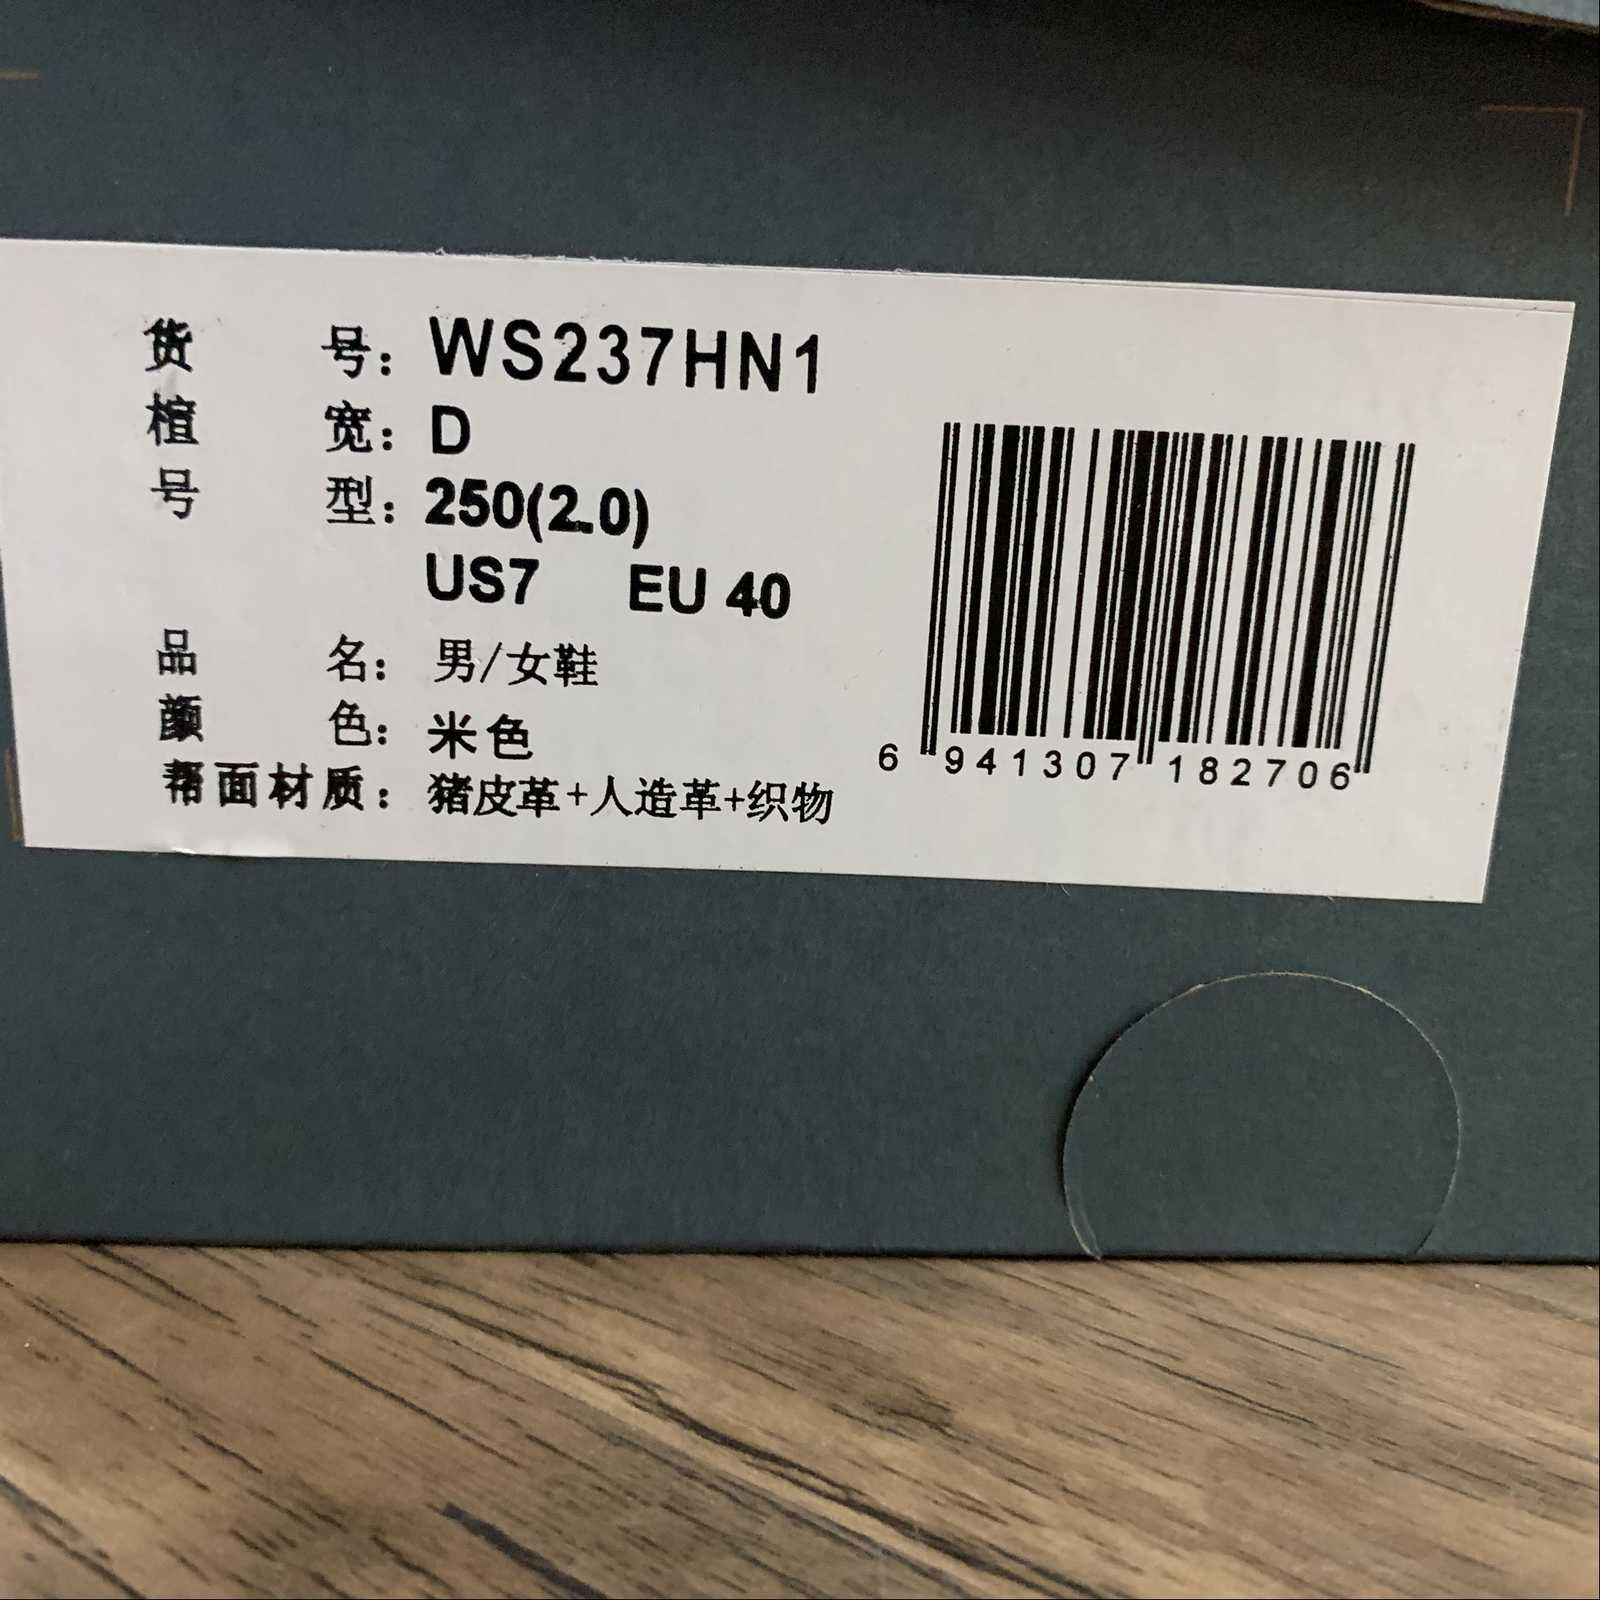 货 号：WS237HN1
楦 宽：D
号 型：250(2.0)
US7 EU 40
品 名：男/女鞋
颜 色：米色
帮面材质：猪皮革+人造革+织物
6 941307 182706